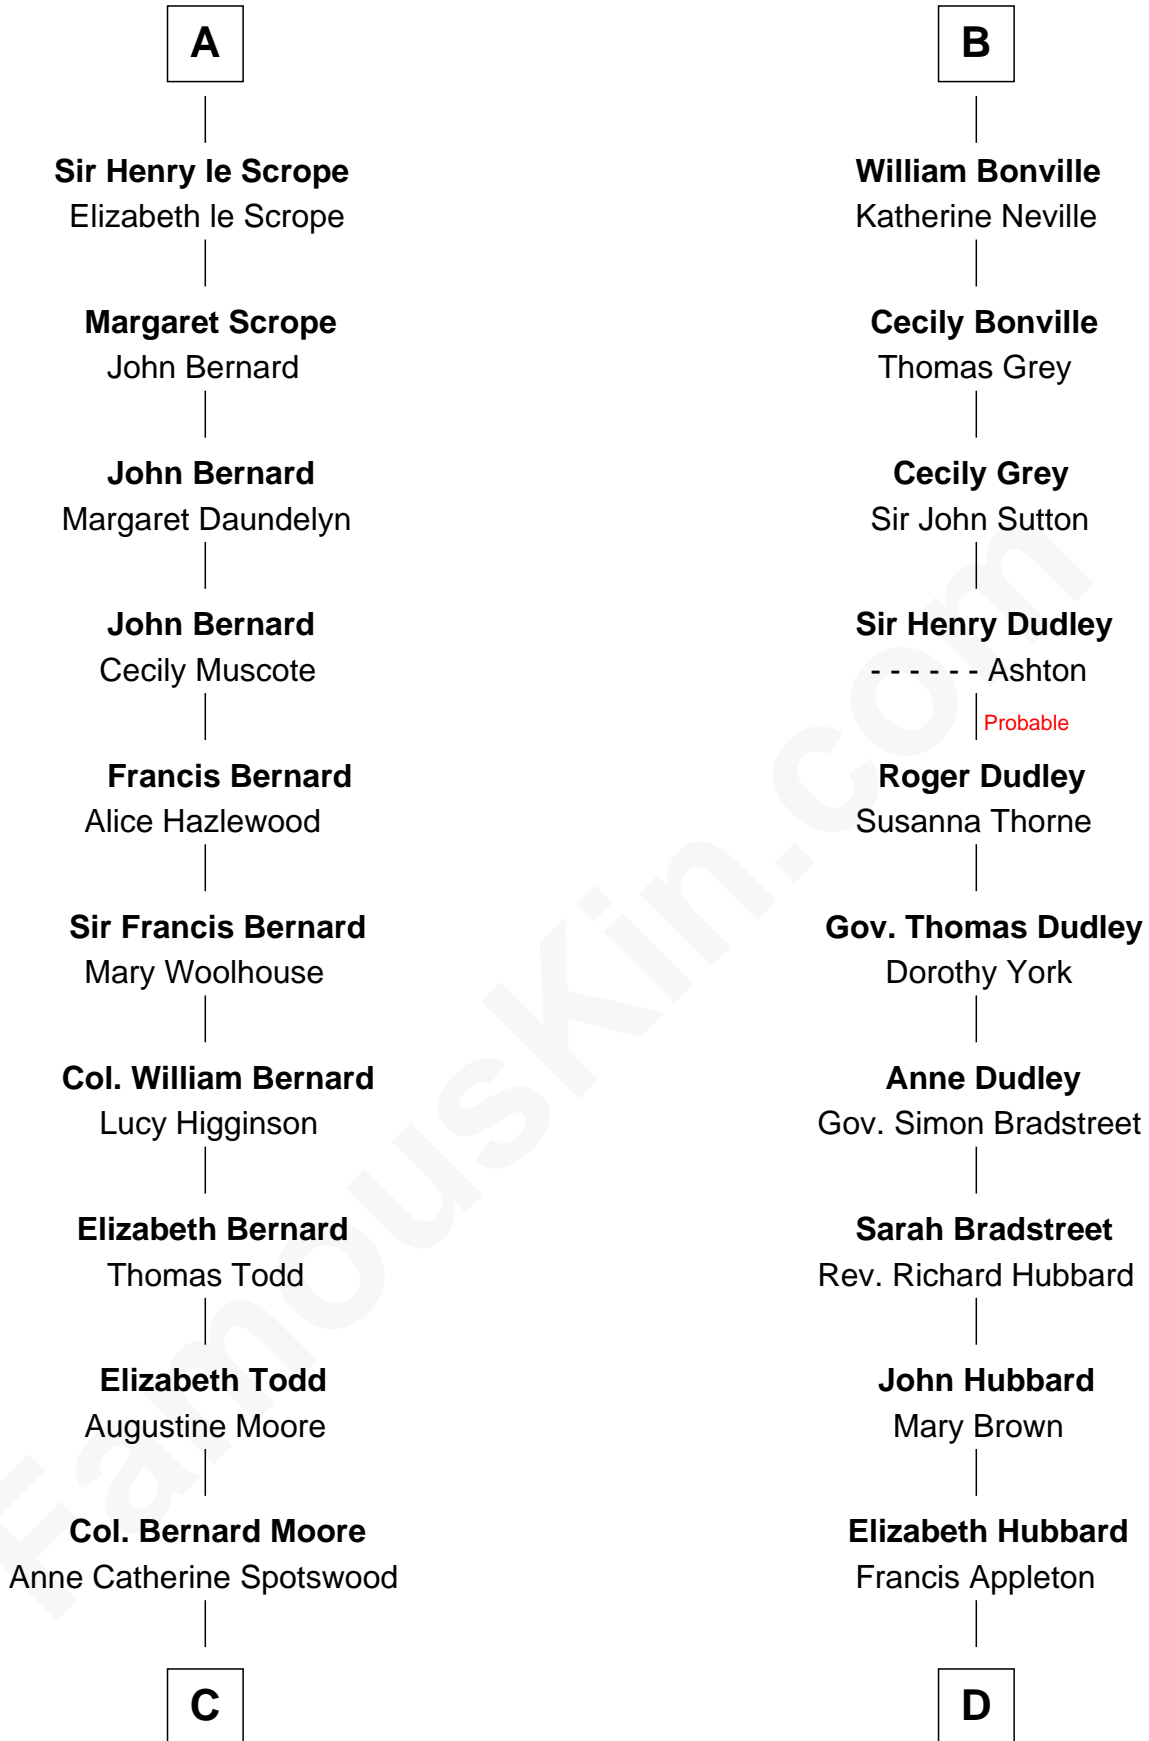 A
Sir Henry le Scrope
Elizabeth le Scrope
Margaret Scrope
John Bernard
John Bernard
Margaret Daundelyn
John Bernard
Cecily Muscote
Francis Bernard
Alice Hazlewood
Sir Francis Bernard
Mary Woolhouse
Col. William Bernard
Lucy Higginson
Elizabeth Bernard
Thomas Todd
Elizabeth Todd
Augustine Moore
Col. Bernard Moore
Anne Catherine Spotswood
C
B
William Bonville
Katherine Neville
Cecily Bonville
Thomas Grey
Cecily Grey
Sir John Sutton
Sir Henry Dudley
- - - - - - Ashton
Probable
Roger Dudley
Susanna Thorne
Gov. Thomas Dudley
Dorothy York
Anne Dudley
Gov. Simon Bradstreet
Sarah Bradstreet
Rev. Richard Hubbard
John Hubbard
Mary Brown
Elizabeth Hubbard
Francis Appleton
D
FamousKin.com